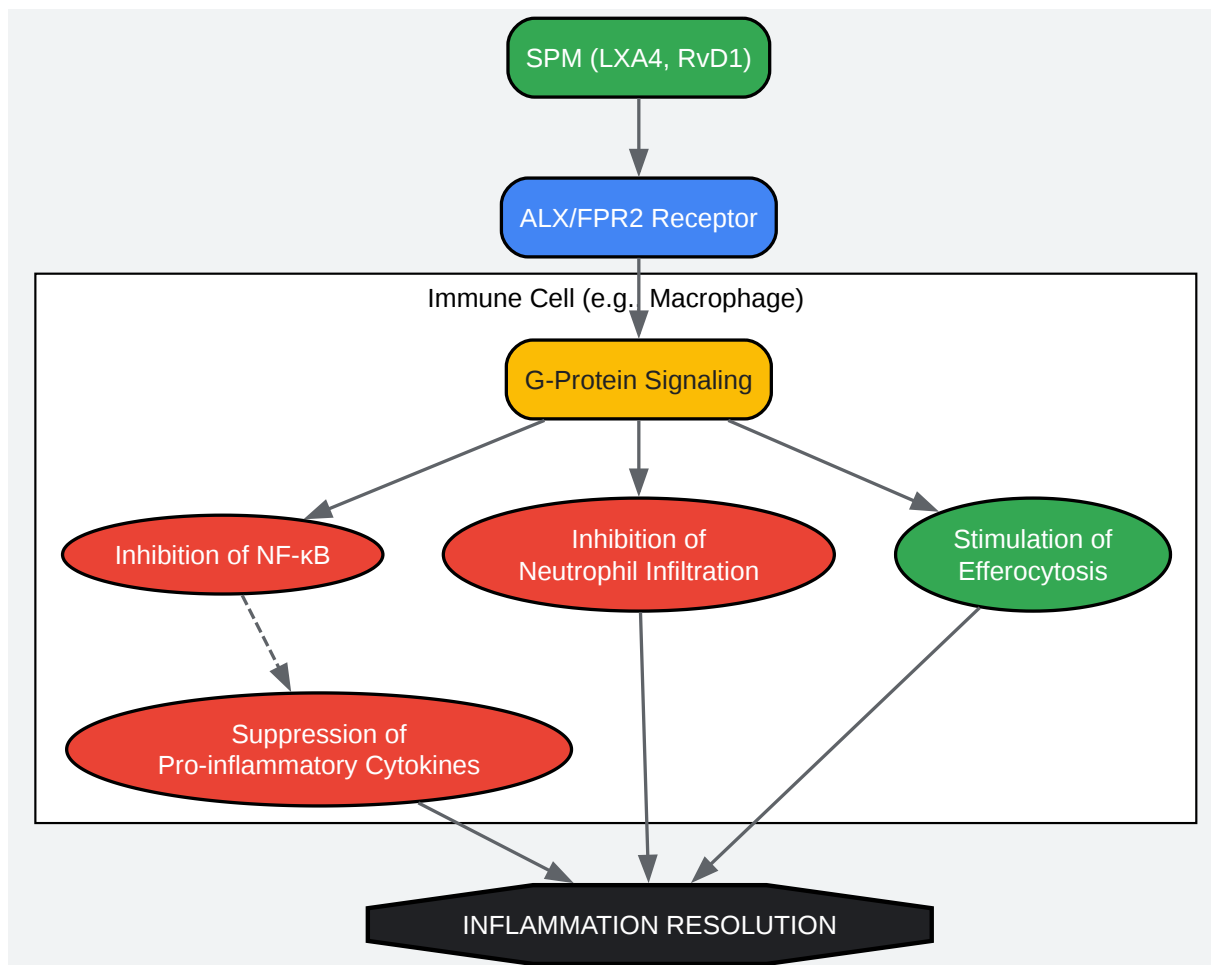 SPM (LXA4, RvD1)
ALX/FPR2 Receptor
Immune Cell (e.g., Macrophage)
G-Protein Signaling
Inhibition of NF-κB
Inhibition of
Neutrophil Infiltration
Stimulation of
Efferocytosis
Suppression of
Pro-inflammatory Cytokines
INFLAMMATION RESOLUTION